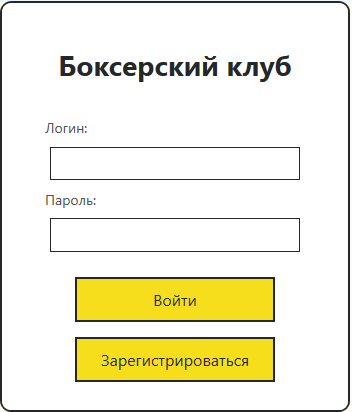 Боксерский клуб
Логин:
Пароль:
Войти
Зарегистрироваться